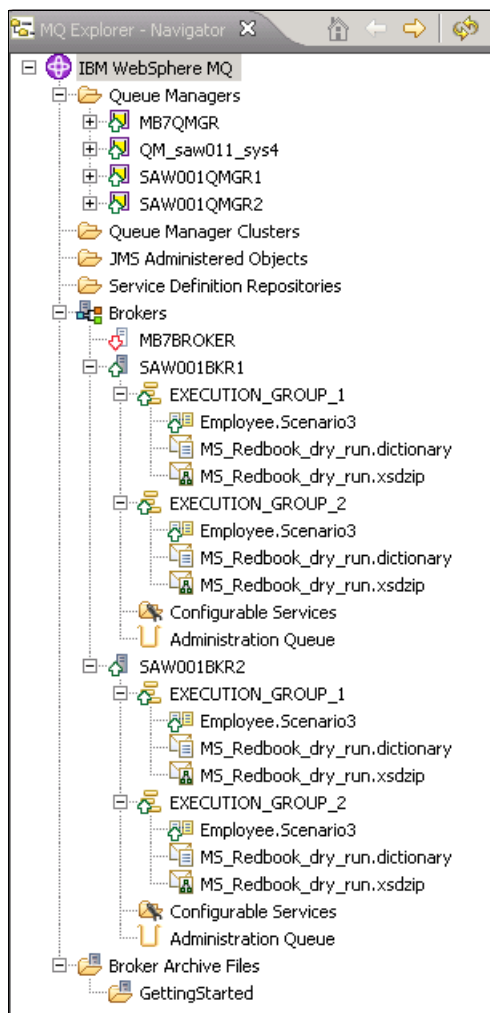 MQ Explorer - Navigator
IBM WebSphere MQ
Queue Managers
MB7QMGR
QM_saw011_sys4
SAW001QMGR1
SAW001QMGR2
Queue Manager Clusters
JMS Administered Objects
Service Definition Repositories
Brokers
MB7BROKER
SAW001BKR1
EXECUTION_GROUP_1
Employee.Scenario3
MS_Redbook_dry_run.dictionary
MS_Redbook_dry_run.xsdzip
EXECUTION_GROUP_2
Employee.Scenario3
MS_Redbook_dry_run.dictionary
MS_Redbook_dry_run.xsdzip
Configurable Services
Administration Queue
SAW001BKR2
EXECUTION_GROUP_1
Employee.Scenario3
MS_Redbook_dry_run.dictionary
MS_Redbook_dry_run.xsdzip
EXECUTION_GROUP_2
Employee.Scenario3
MS_Redbook_dry_run.dictionary
MS_Redbook_dry_run.xsdzip
Configurable Services
Administration Queue
Broker Archive Files
GettingStarted